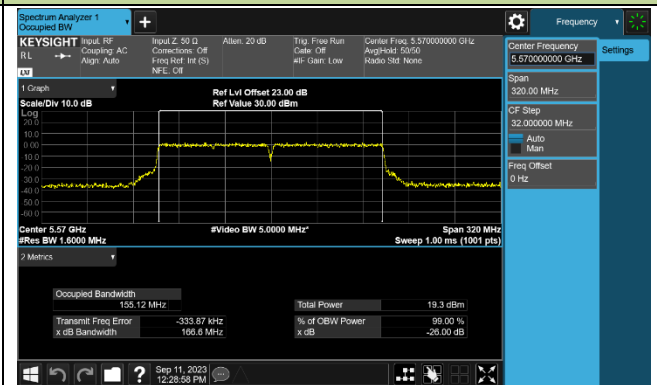 Spectrum Analyzer 1
Occupied BW
+
Frequency
KEYSIGHT
RL
LXI
Input: RF
Coupling: AC
Align: Auto
Input Z: 50 Ω
Corrections: Off
Freq Ref: Int (S)
NFE: Off
Atten: 20 dB
Trig: Free Run
Gate: Off
#IF Gain: Low
Center Freq: 5.570000000 GHz
Avg|Hold: 50/50
Radio Std: None
Center Frequency
5.570000000 GHz
Settings
Span
320.00 MHz
CF Step
32.000000 MHz
Auto
Man
Freq Offset
0 Hz
1 Graph
Scale/Div 10.0 dB
Ref Lvl Offset 23.00 dB
Ref Value 30.00 dBm
Log
20.0
10.0
0.00
-10.0
-20.0
-30.0
-40.0
-50.0
-60.0
Center 5.57 GHz
#Res BW 1.6000 MHz
#Video BW 5.0000 MHz*
Span 320 MHz
Sweep 1.00 ms (1001 pts)
2 Metrics
Occupied Bandwidth
155.12 MHz
Total Power 19.3 dBm
Transmit Freq Error -333.87 kHz
% of OBW Power 99.00 %
x dB Bandwidth 166.6 MHz
x dB -26.00 dB
?
Sep 11, 2023
12:28:58 PM